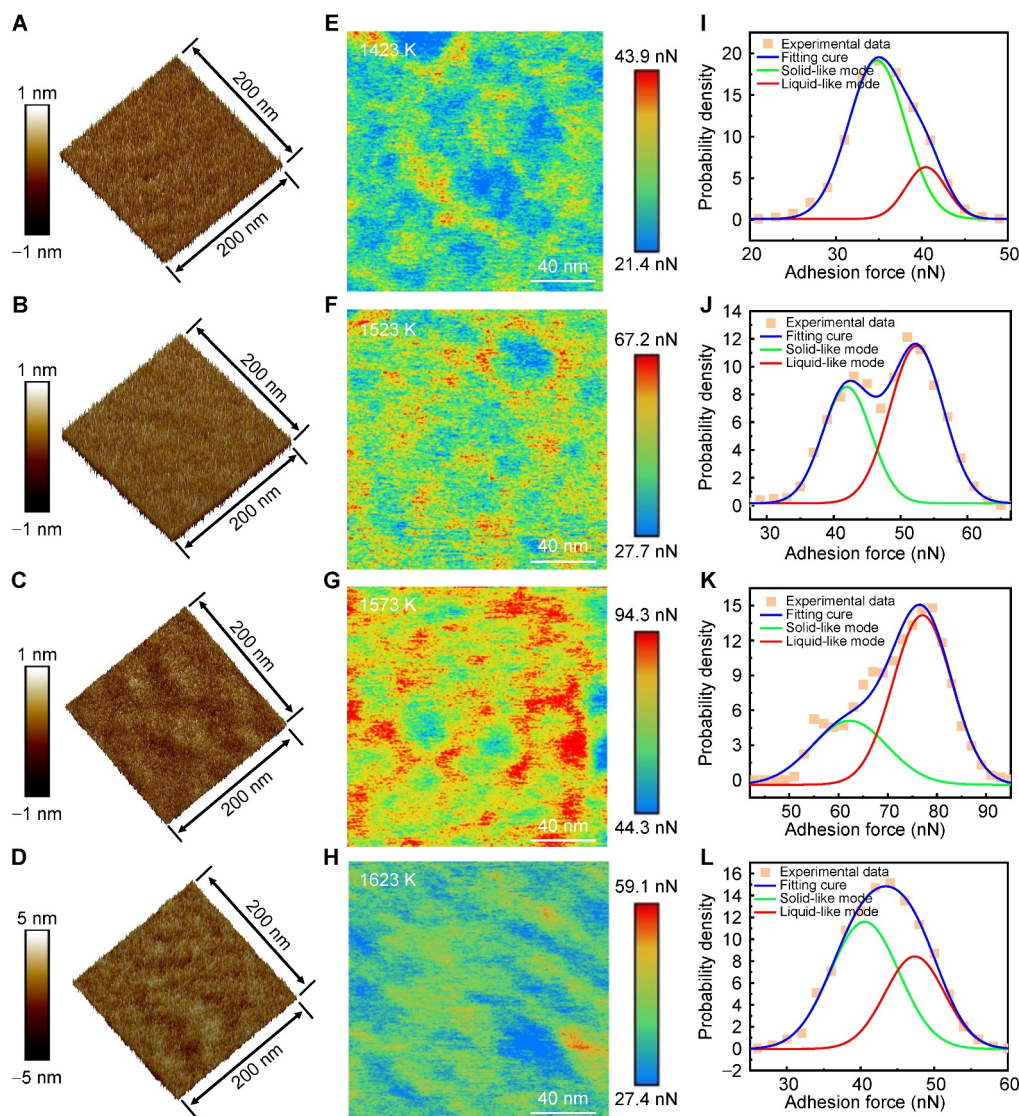 A
1 nm
−1 nm
200 nm
200 nm
E
1423 K
40 nm
43.9 nN
21.4 nN
I
Experimental data
Fitting cure
Solid-like mode
Liquid-like mode
Probability density
20
15
10
5
0
20 30 40 50
Adhesion force (nN)
B
1 nm
−1 nm
200 nm
200 nm
F
1523 K
40 nm
67.2 nN
27.7 nN
J
Experimental data
Fitting cure
Solid-like mode
Liquid-like mode
Probability density
14
12
10
8
6
4
2
0
30 40 50 60
Adhesion force (nN)
C
1 nm
−1 nm
200 nm
200 nm
G
1573 K
40 nm
94.3 nN
44.3 nN
K
Experimental data
Fitting cure
Solid-like mode
Liquid-like mode
Probability density
15
12
9
6
3
0
50 60 70 80 90
Adhesion force (nN)
D
5 nm
−5 nm
200 nm
200 nm
H
1623 K
40 nm
59.1 nN
27.4 nN
L
Experimental data
Fitting cure
Solid-like mode
Liquid-like mode
Probability density
16
14
12
10
8
6
4
2
0
−2
30 40 50 60
Adhesion force (nN)